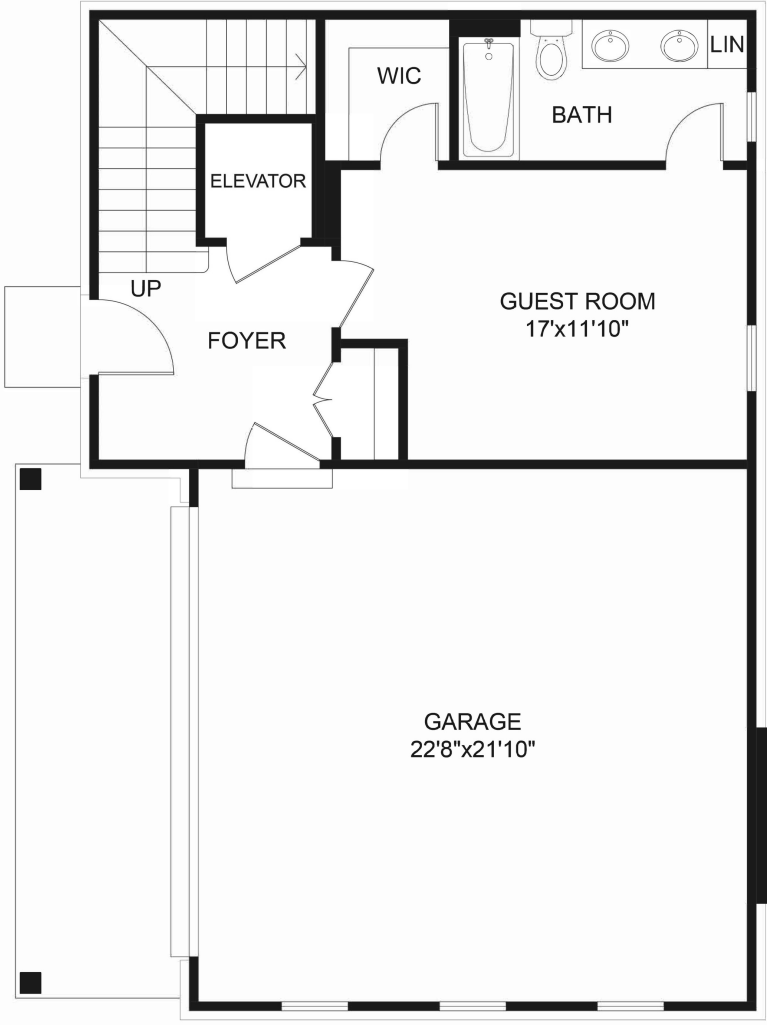 LIN
WIC
BATH
ELEVATOR
UP
GUEST ROOM
17'x11'10"
FOYER
GARAGE
22'8"x21'10"